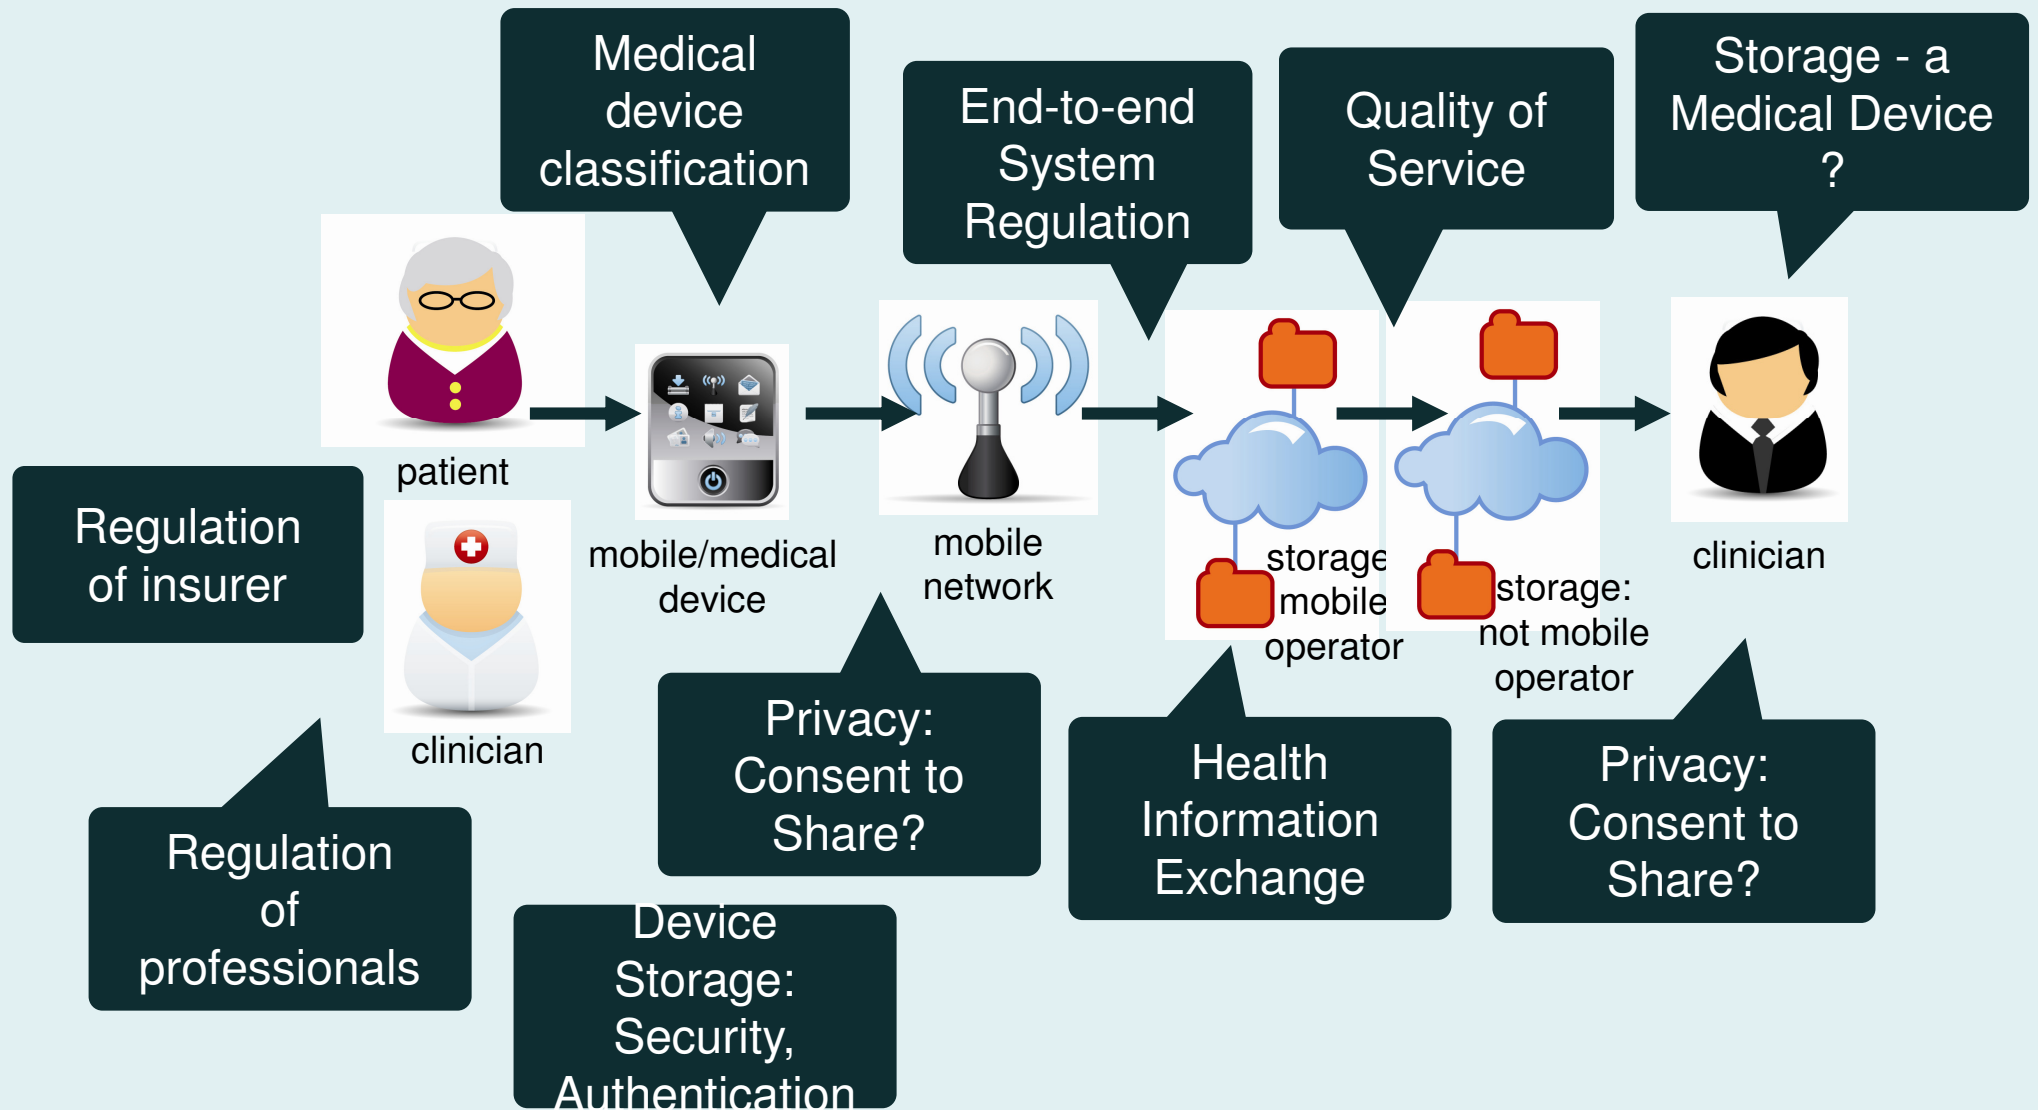 Medical
device
classification
End-to-end
System
Regulation
Quality of
Service
Storage - a
Medical Device
?
patient
Regulation
of insurer
clinician
mobile/medical
device
mobile
network
storage
mobile
operator
storage:
not mobile
operator
clinician
Regulation
of
professionals
Privacy:
Consent to
Share?
Health
Information
Exchange
Privacy:
Consent to
Share?
Device
Storage:
Security,
Authentication